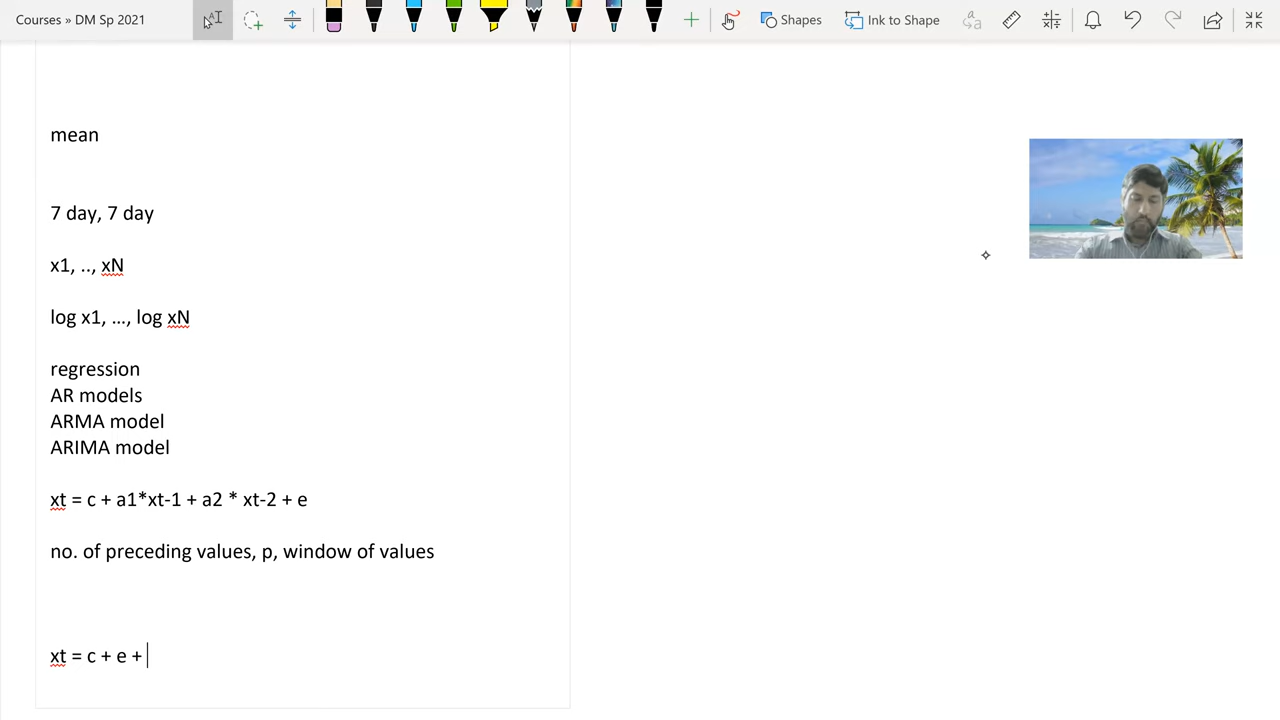 Courses » DM Sp 2021
Shapes
Ink to Shape
mean
7 day, 7 day
x1, .., xN
log x1, ..., log xN
regression
AR models
ARMA model
ARIMA model
xt = c + a1*xt-1 + a2 * xt-2 + e
no. of preceding values, p, window of values
xt = c + e +